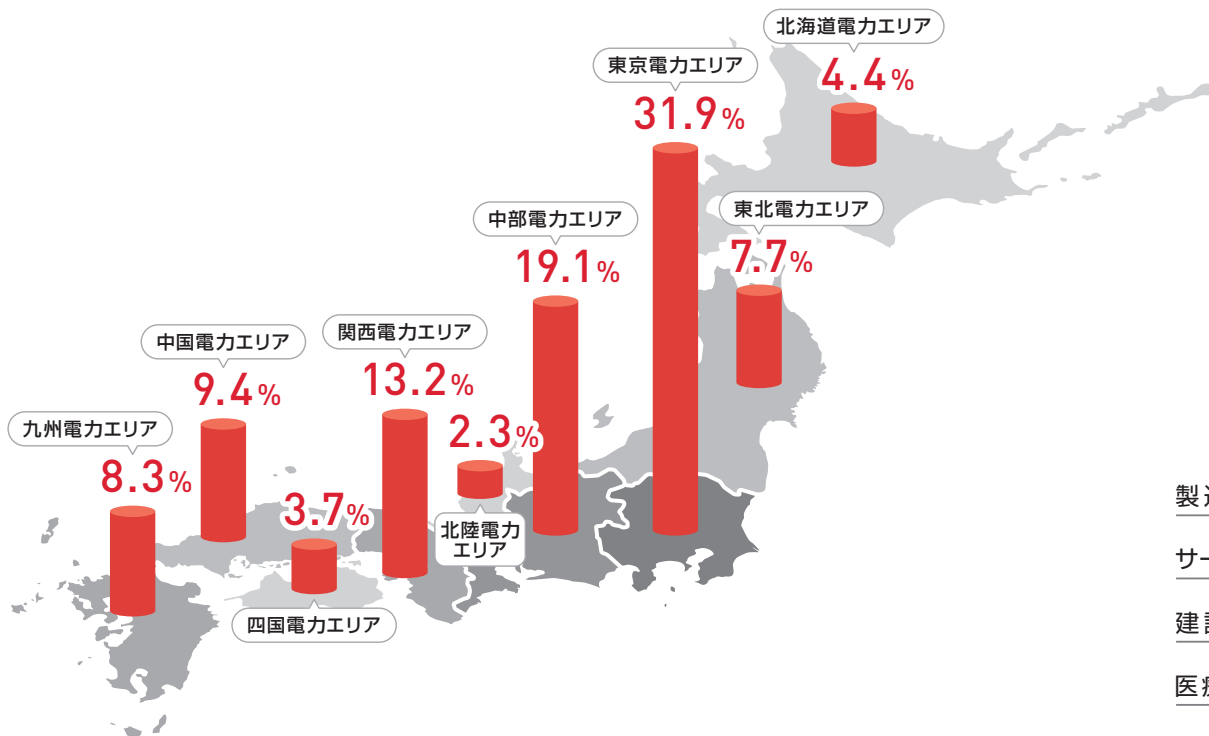 北海道電力エリア
4.4%
東京電力エリア
31.9%
東北電力エリア
7.7%
中部電力エリア
19.1%
関西電力エリア
13.2%
中国電力エリア
9.4%
九州電力エリア
8.3%
2.3%
北陸電力
エリア
3.7%
四国電力エリア
製
サー
建
医